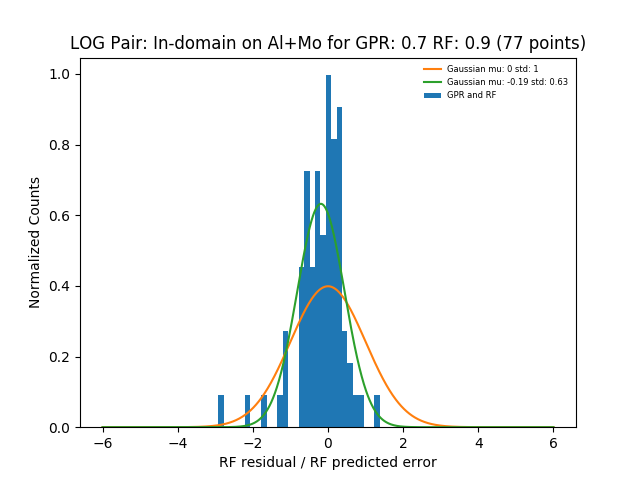 LOG Pair: In-domain on Al+Mo for GPR: 0.7 RF: 0.9 (77 points)
Gaussian mu: 0 std: 1
Gaussian mu: -0.19 std: 0.63
GPR and RF
Normalized Counts
1.0
0.8
0.6
0.4
0.2
0.0
−6 −4 −2 0 2 4 6
RF residual / RF predicted error